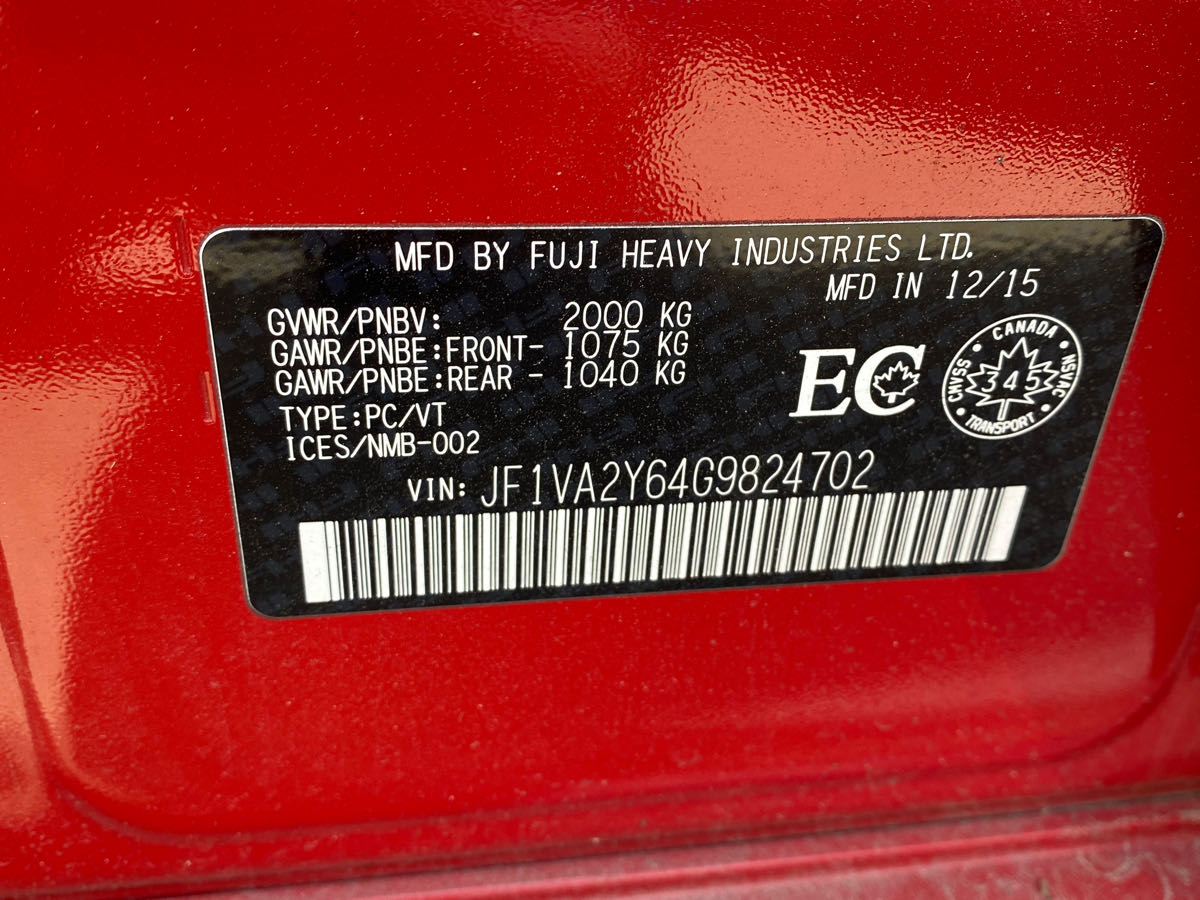 MFD BY FUJI HEAVY INDUSTRIES LTD.
MFD IN 12/15
GVWR/PNBV: 2000 KG
GAWR/PNBE:FRONT- 1075 KG
GAWR/PNBE:REAR - 1040 KG
TYPE:PC/VT
ICES/NMB-002
EC
CANADA
CMVSS
345
NSVAC
TRANSPORT
VIN: JF1VA2Y64G9824702